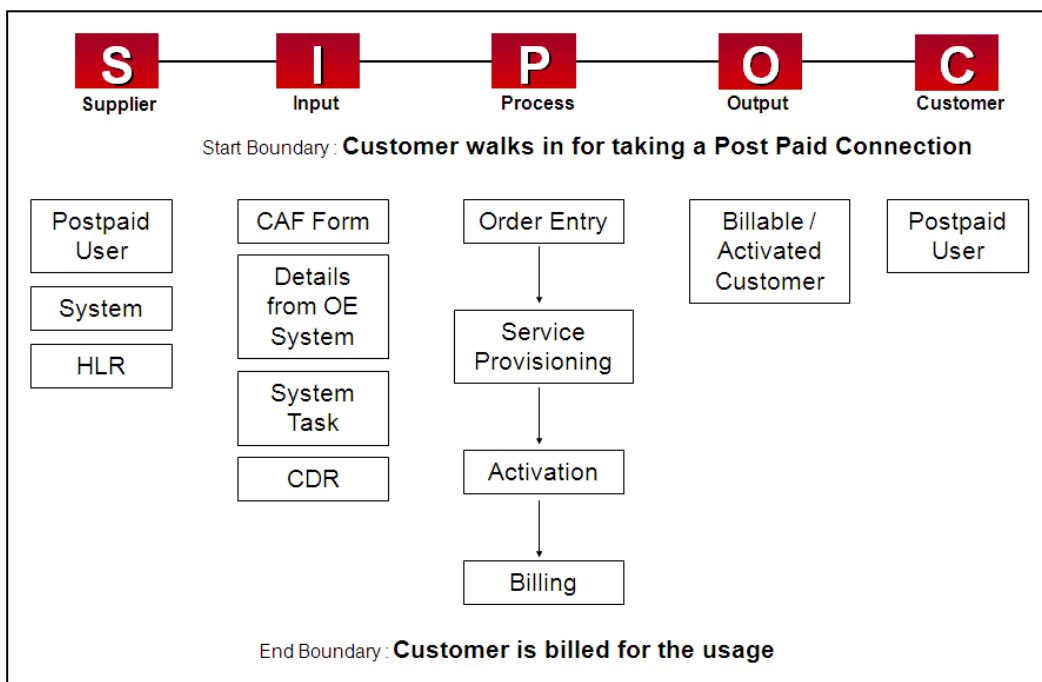 S I P O C
Supplier Input Process Output Customer
Start Boundary : Customer walks in for taking a Post Paid Connection
Postpaid
User
System
HLR
CAF Form
Details
from OE
System
System
Task
CDR
Order Entry
Service
Provisioning
Activation
Billing
Billable /
Activated
Customer
Postpaid
User
End Boundary : Customer is billed for the usage